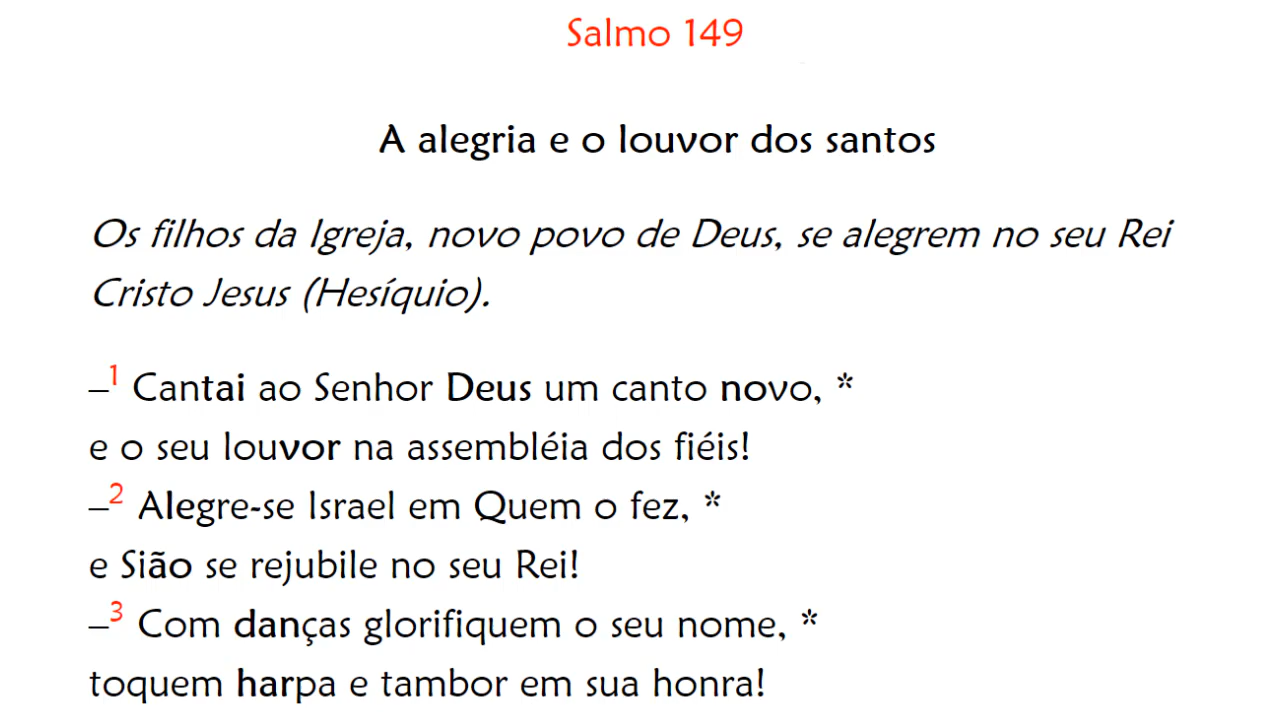 Salmo 149
A alegria e o louvor dos santos
Os filhos da Igreja, novo povo de Deus, se alegrem no seu Rei
Cristo Jesus (Hesíquio).
–1 Cantai ao Senhor Deus um canto novo, *
e o seu louvor na assembléia dos fiéis!
–2 Alegre-se Israel em Quem o fez, *
e Sião se rejubile no seu Rei!
–3 Com danças glorifiquem o seu nome, *
toquem harpa e tambor em sua honra!